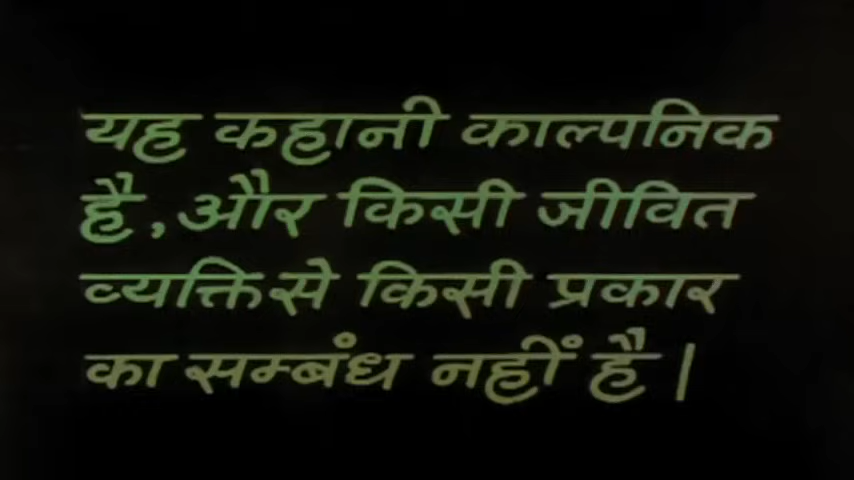 यह कहानी काल्पनिक
है, और किसी जीवित
व्यक्ति से किसी प्रकार
का सम्बंध नहीं है |